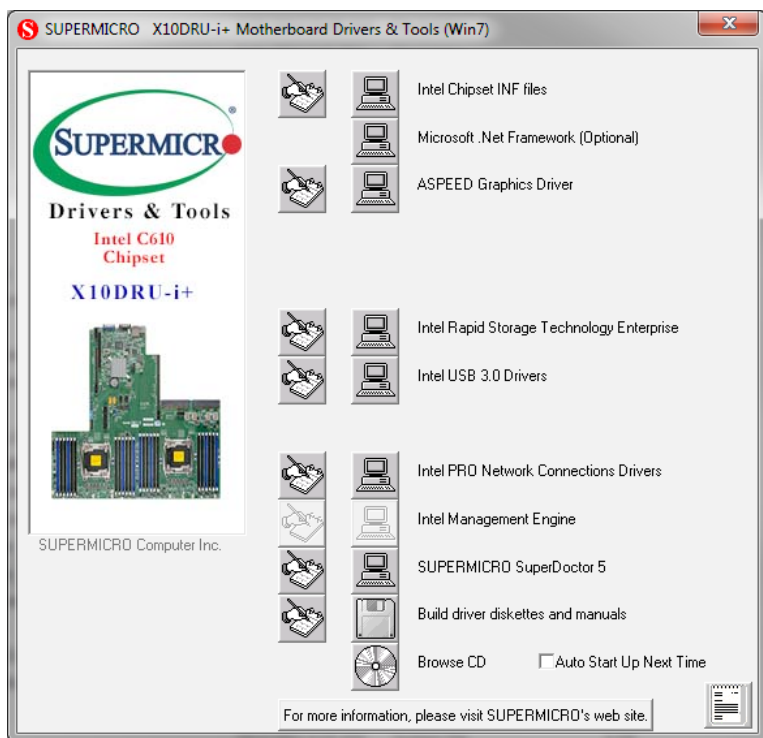 SUPERMICRO X10DRU-i+ Motherboard Drivers & Tools (Win7)
SUPERMICR
Drivers & Tools
Intel C610
Chipset
X10DRU-i+
SUPERMICRO Computer Inc.
Intel Chipset INF files
Microsoft .Net Framework (Optional)
ASPEED Graphics Driver
Intel Rapid Storage Technology Enterprise
Intel USB 3.0 Drivers
Intel PRO Network Connections Drivers
Intel Management Engine
SUPERMICRO SuperDoctor 5
Build driver diskettes and manuals
Browse CD Auto Start Up Next Time
For more information, please visit SUPERMICRO's web site.